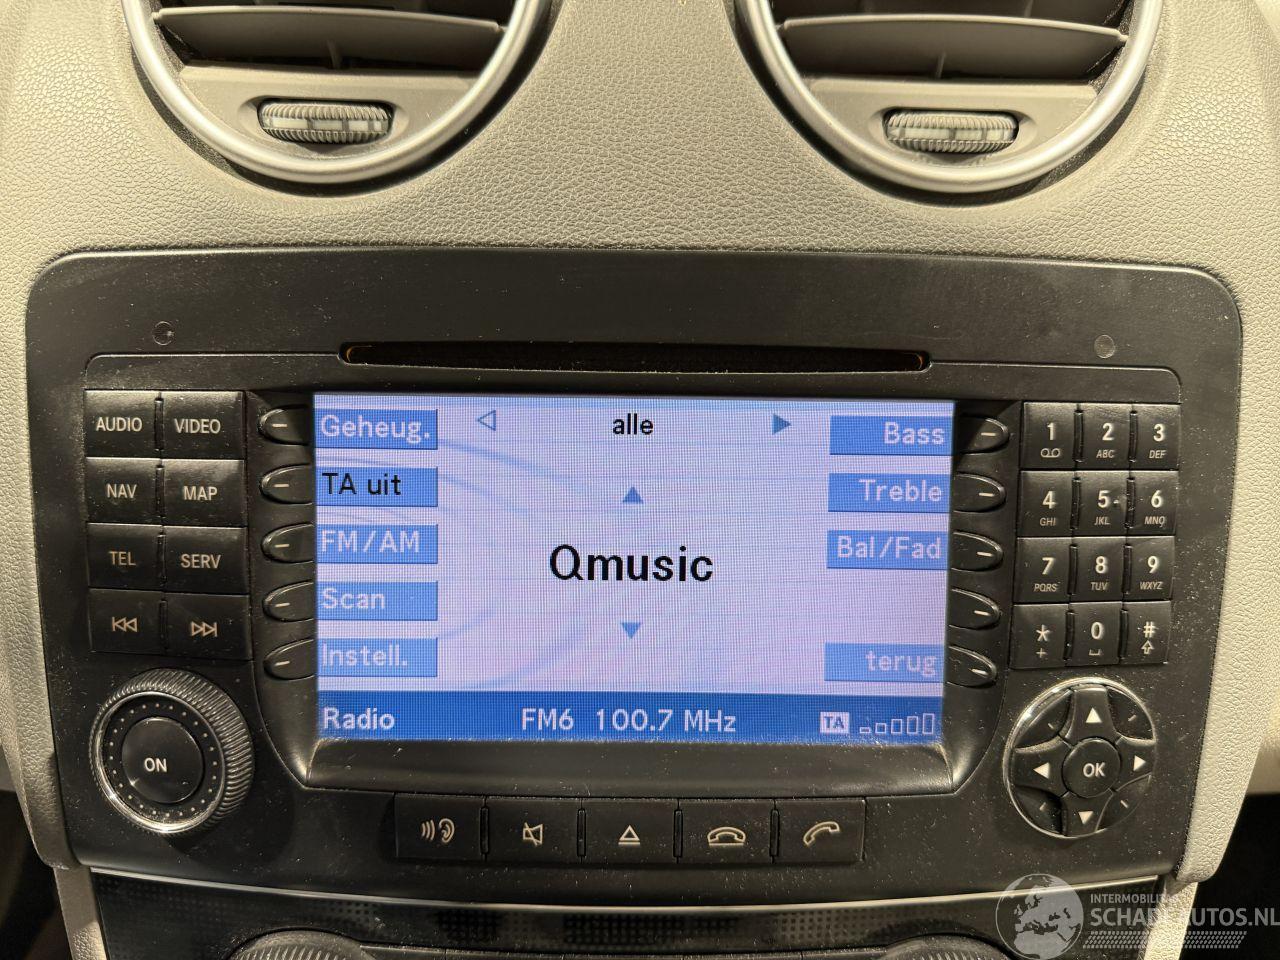 AUDIO
VIDEO
NAV
MAP
TEL
SERV
ON
Geheug.
alle
Bass
TA uit
Treble
FM/AM
Qmusic
Bal/Fad
Scan
Instell.
terug
Radio FM6 100.7 MHz TA
1 2 3
ABC DEF
4 5 6
GHI JKL MNO
7 8 9
PQRS TUV WXYZ
* 0 #
+
OK
SCHADEAUTOS.NL